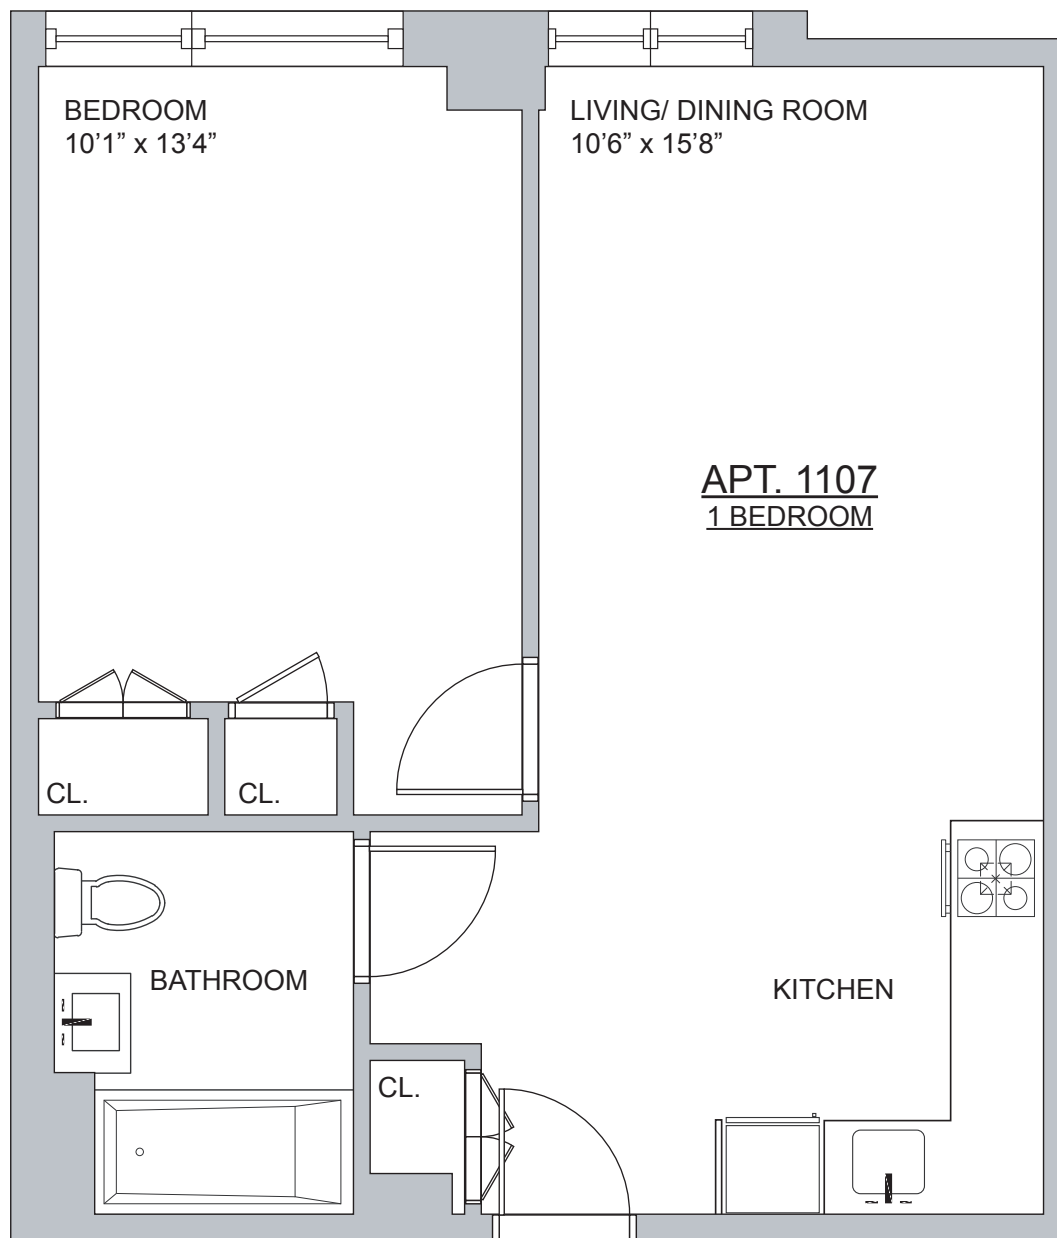 BEDROOM
10’1” x 13’4”
LIVING/ DINING ROOM
10’6” x 15’8”
APT. 1107
1 BEDROOM
CL.
CL.
BATHROOM
KITCHEN
CL.